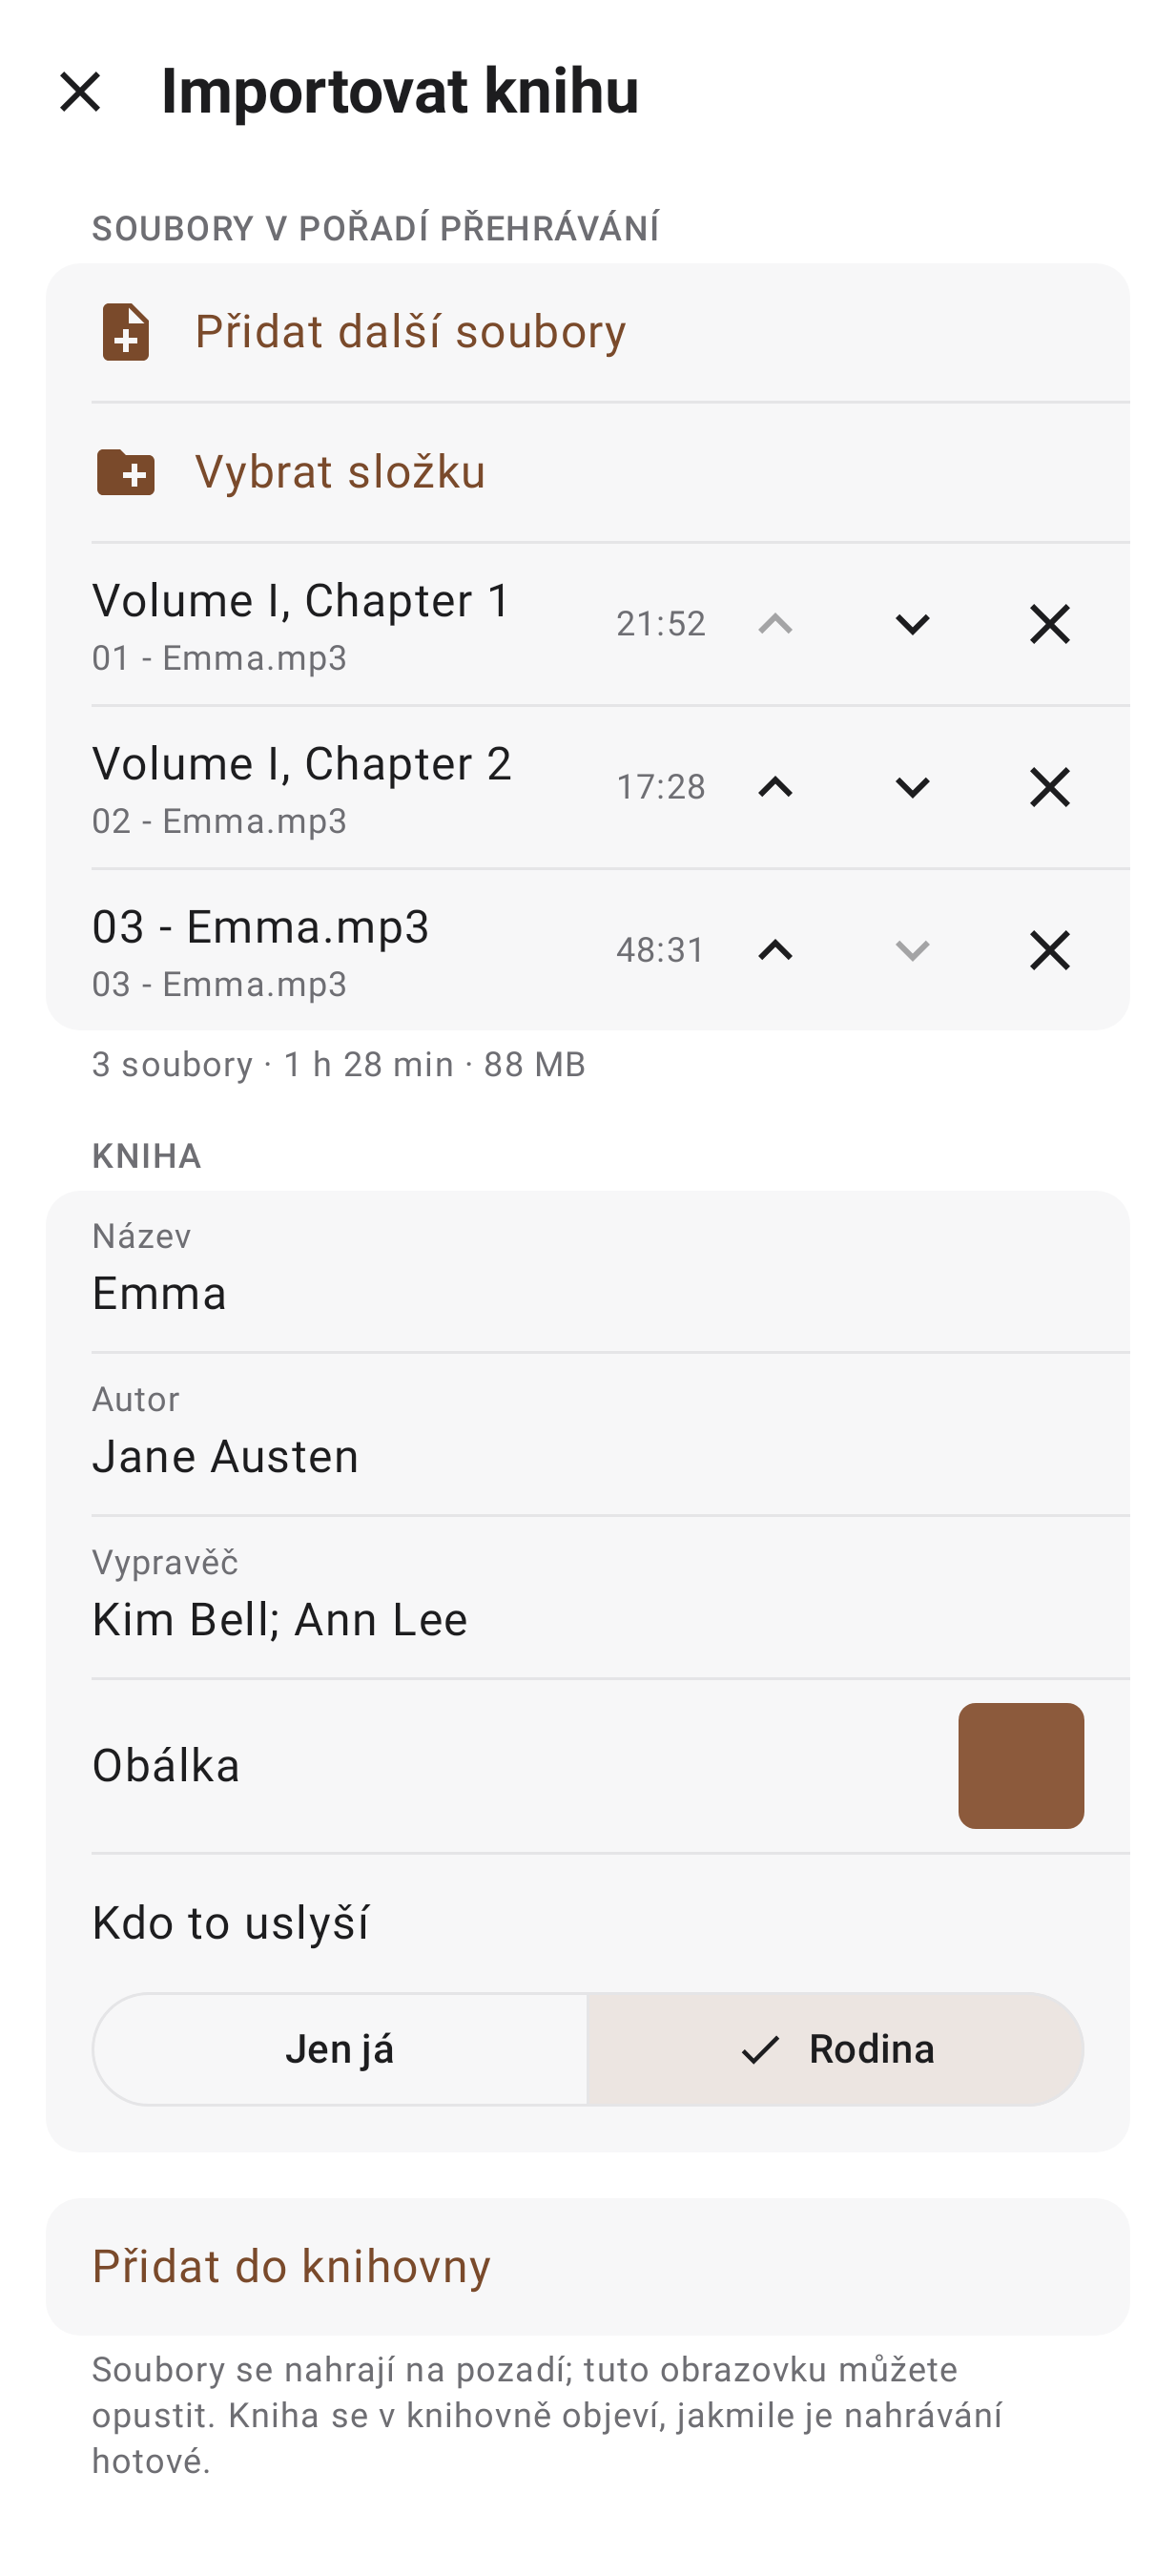 Importovat knihu
SOUBORY V POŘADÍ PŘEHRÁVÁNÍ
Přidat další soubory
Vybrat složku
Volume I, Chapter 1
01 - Emma.mp3
21:52
Volume I, Chapter 2
02 - Emma.mp3
17:28
03 - Emma.mp3
03 - Emma.mp3
48:31
3 soubory · 1 h 28 min · 88 MB
KNIHA
Název
Emma
Autor
Jane Austen
Vypravěč
Kim Bell; Ann Lee
Obálka
Kdo to uslyší
Jen já
Rodina
Přidat do knihovny
Soubory se nahrají na pozadí; tuto obrazovku můžete
opustit. Kniha se v knihovně objeví, jakmile je nahrávání
hotové.